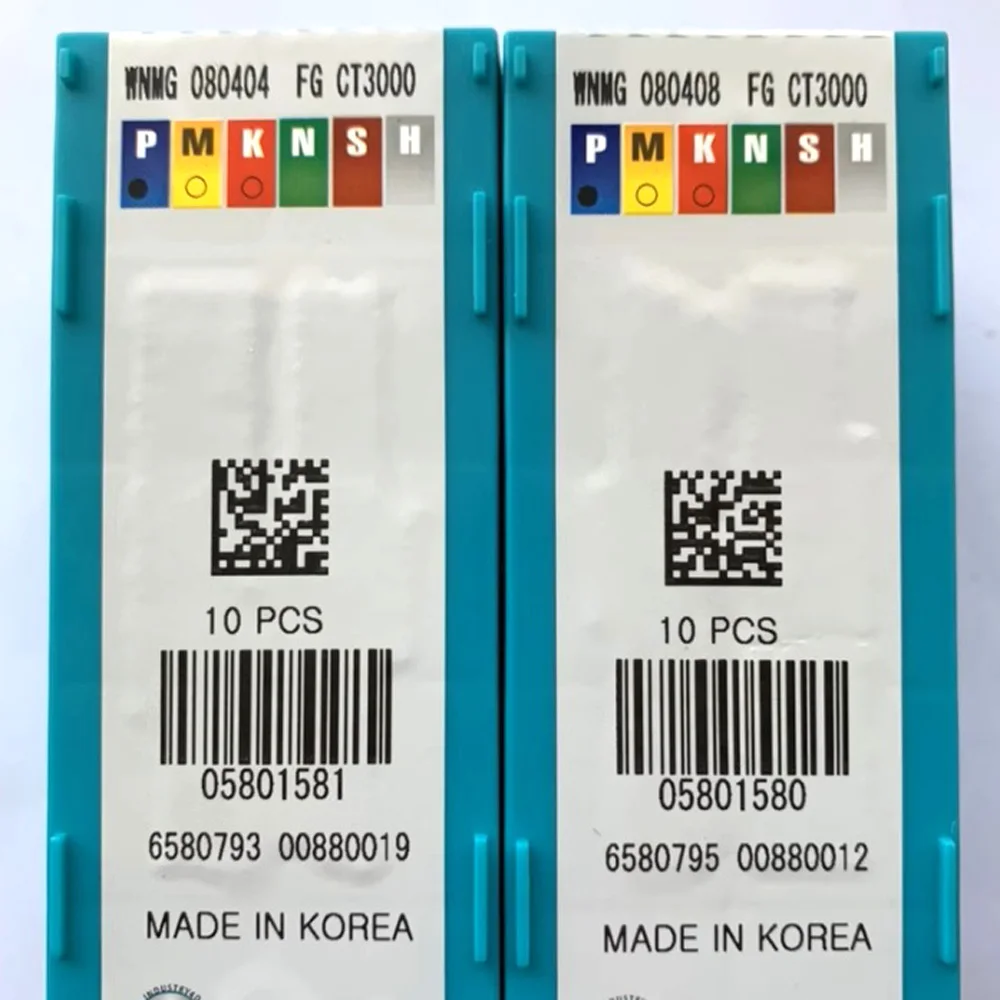 WNMG 080404 FG CT3000
P M K N S H
10 PCS
05801581
6580793 00880019
MADE IN KOREA
WNMG 080408 FG CT3000
P M K N S H
10 PCS
05801580
6580795 00880012
MADE IN KOREA